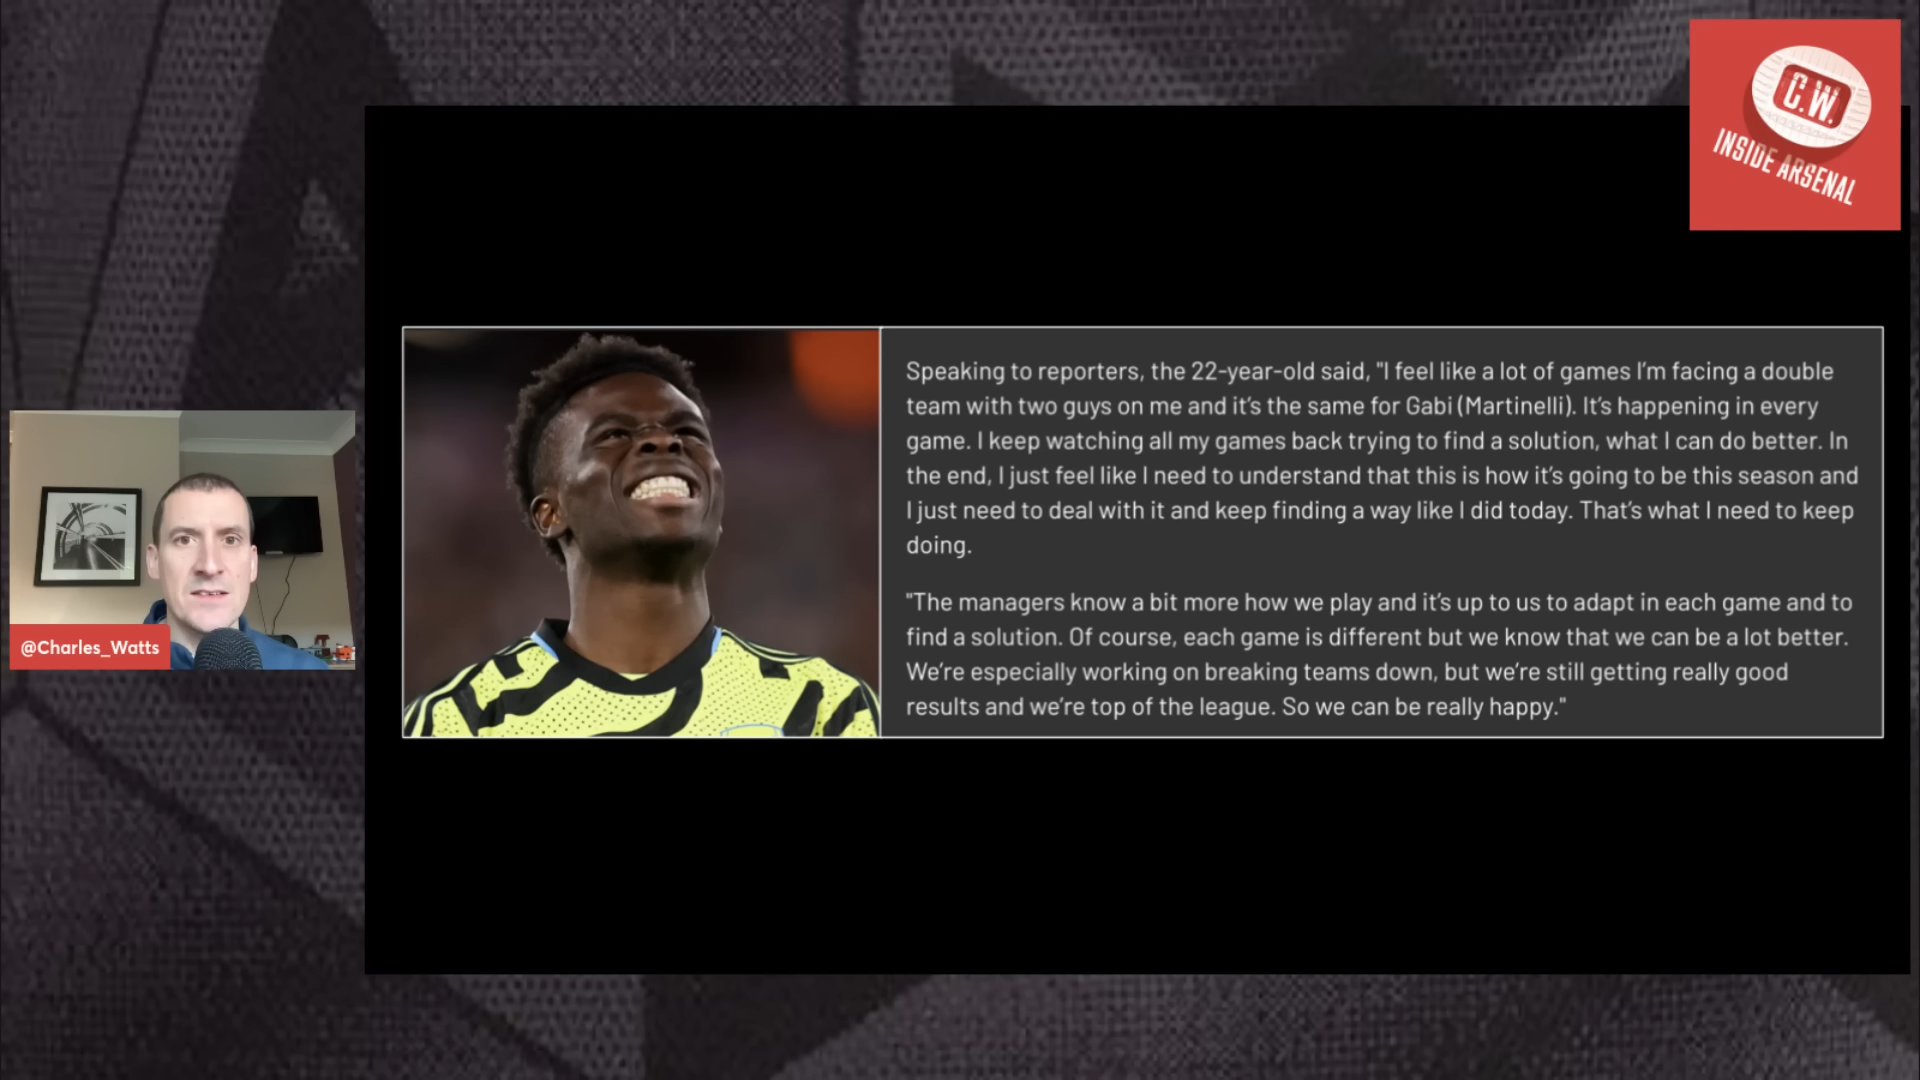 C.W.
INSIDE ARSENAL
Speaking to reporters, the 22-year-old said, "I feel like a lot of games I'm facing a double
team with two guys on me and it's the same for Gabi (Martinelli). It's happening in every
game. I keep watching all my games back trying to find a solution, what I can do better. In
the end, I just feel like I need to understand that this is how it's going to be this season and
I just need to deal with it and keep finding a way like I did today. That's what I need to keep
doing.
"The managers know a bit more how we play and it's up to us to adapt in each game and to
find a solution. Of course, each game is different but we know that we can be a lot better.
We're especially working on breaking teams down, but we're still getting really good
results and we're top of the league. So we can be really happy."
@Charles_Watts